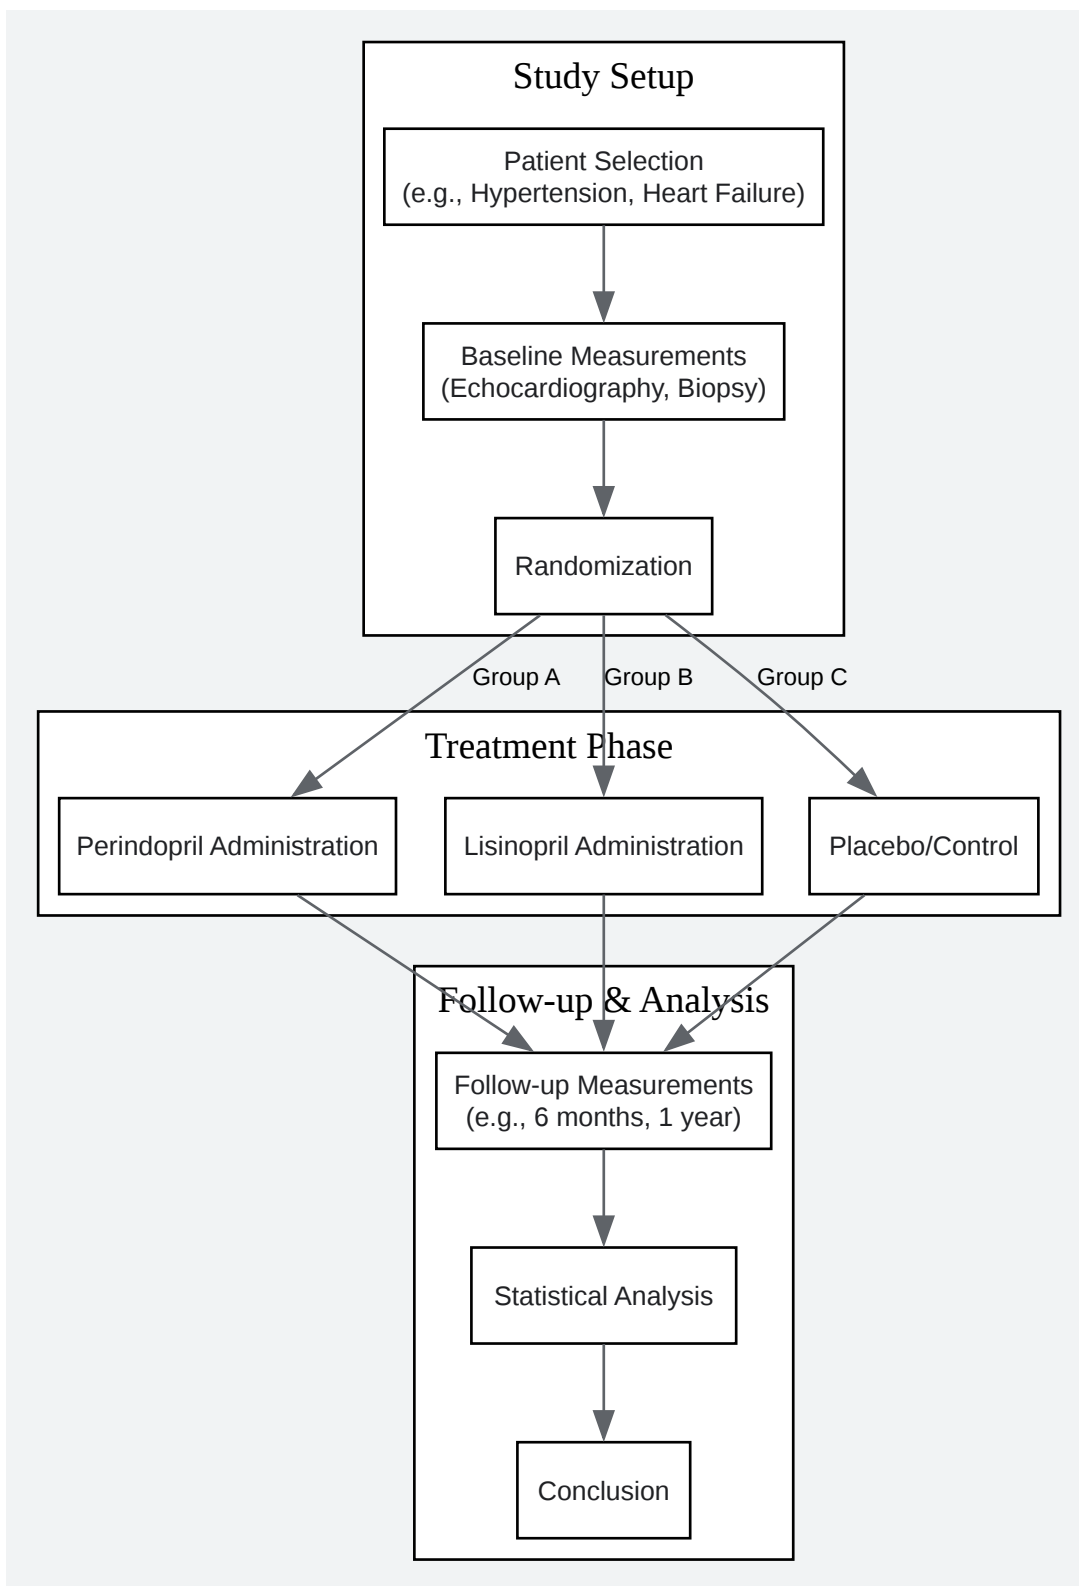 Study Setup
Patient Selection
(e.g., Hypertension, Heart Failure)
Baseline Measurements
(Echocardiography, Biopsy)
Randomization
Group A
Group B
Group C
Treatment Phase
Perindopril Administration
Lisinopril Administration
Placebo/Control
Follow-up & Analysis
Follow-up Measurements
(e.g., 6 months, 1 year)
Statistical Analysis
Conclusion